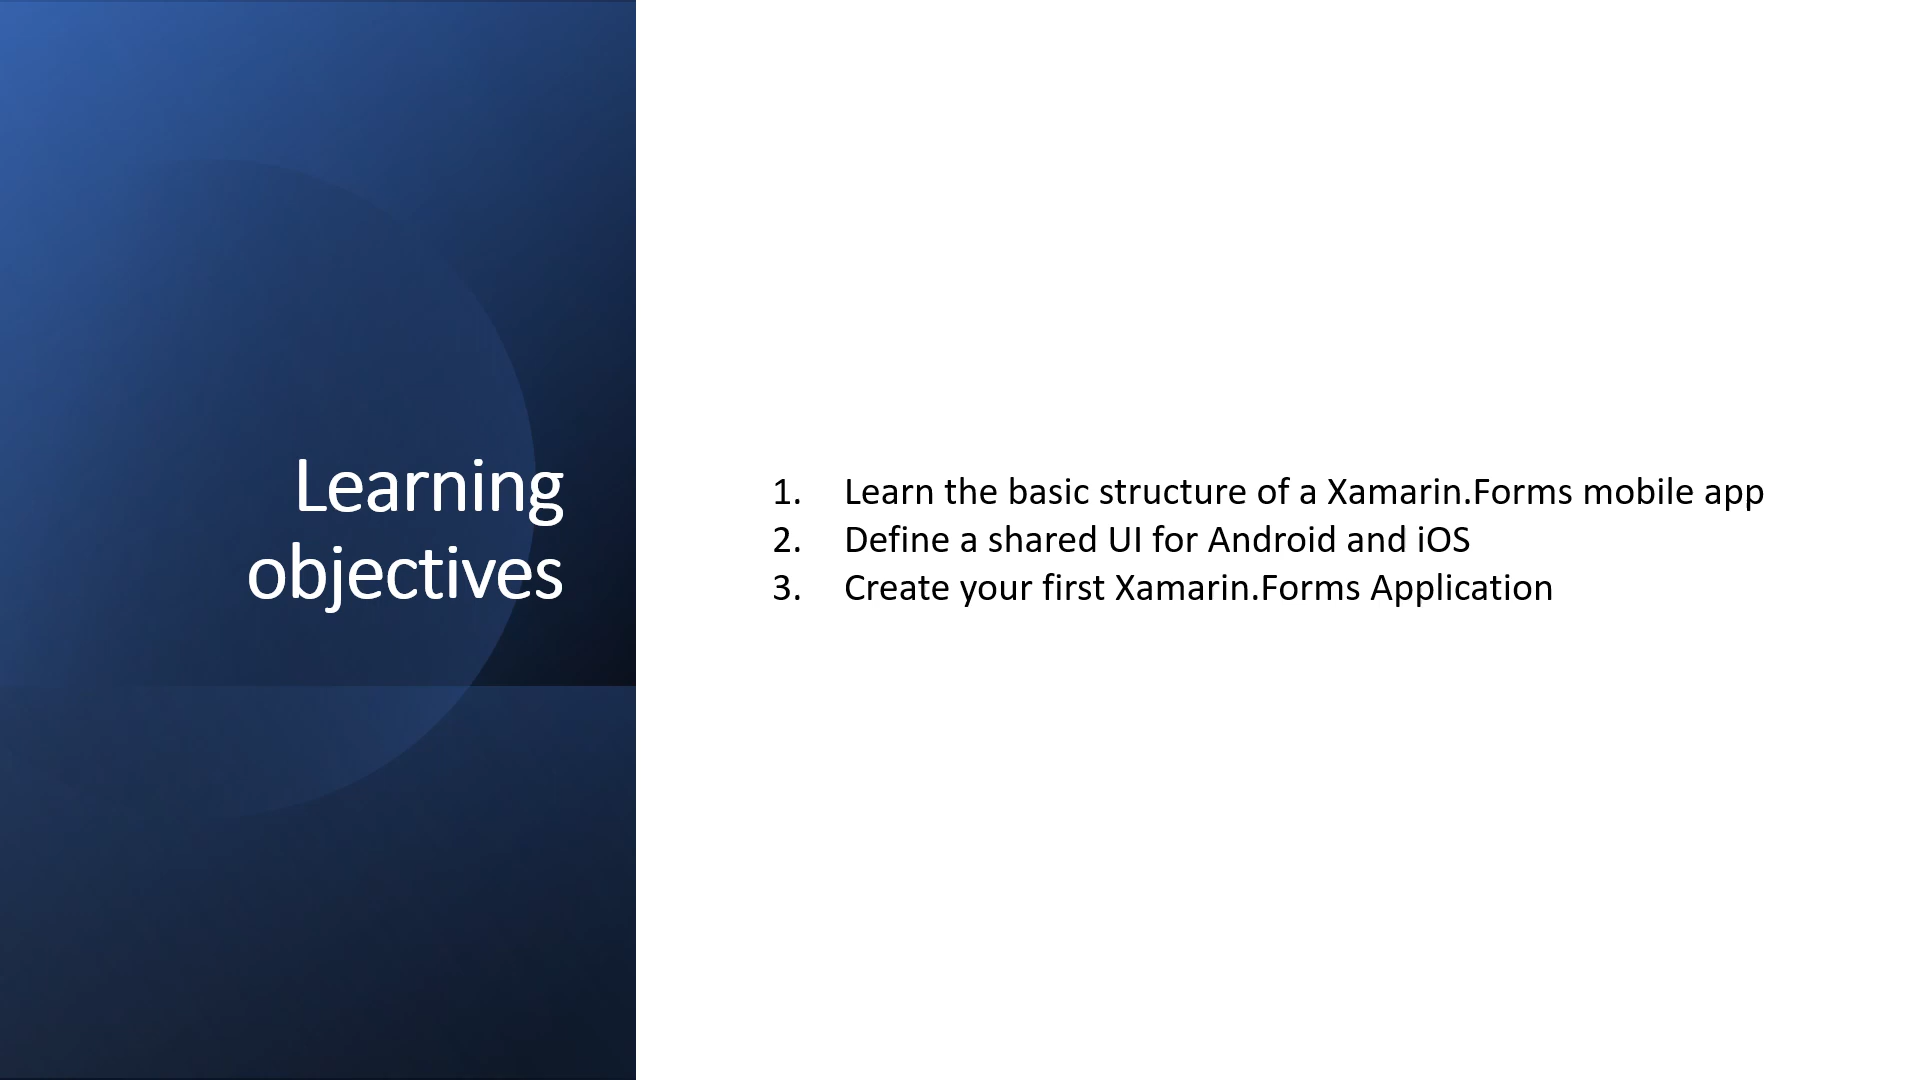 Learning
objectives
1. Learn the basic structure of a Xamarin.Forms mobile app
2. Define a shared UI for Android and iOS
3. Create your first Xamarin.Forms Application